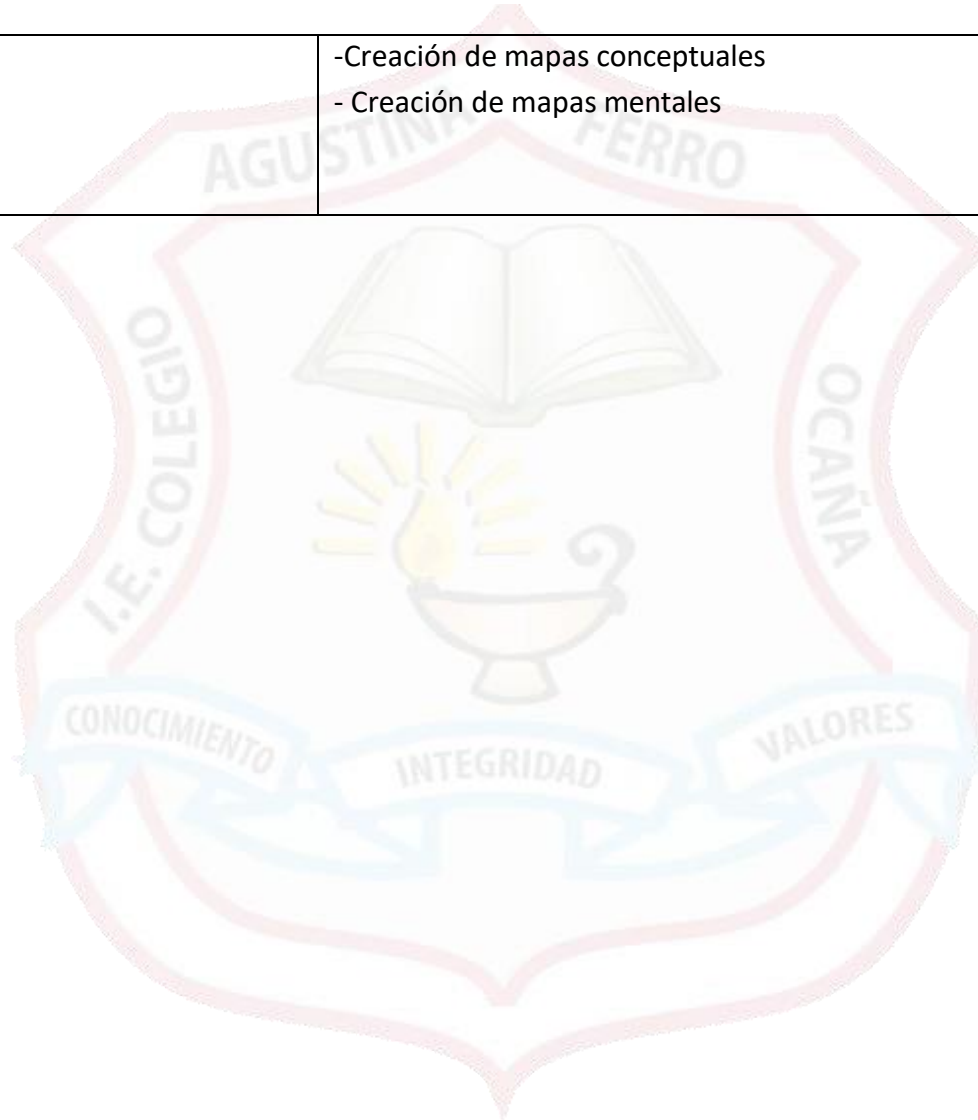 -Creación de mapas conceptuales
- Creación de mapas mentales
AGUSTINA FERRO
I.E. COLEGIO
OCAÑA
CONOCIMIENTO
INTEGRIDAD
VALORES